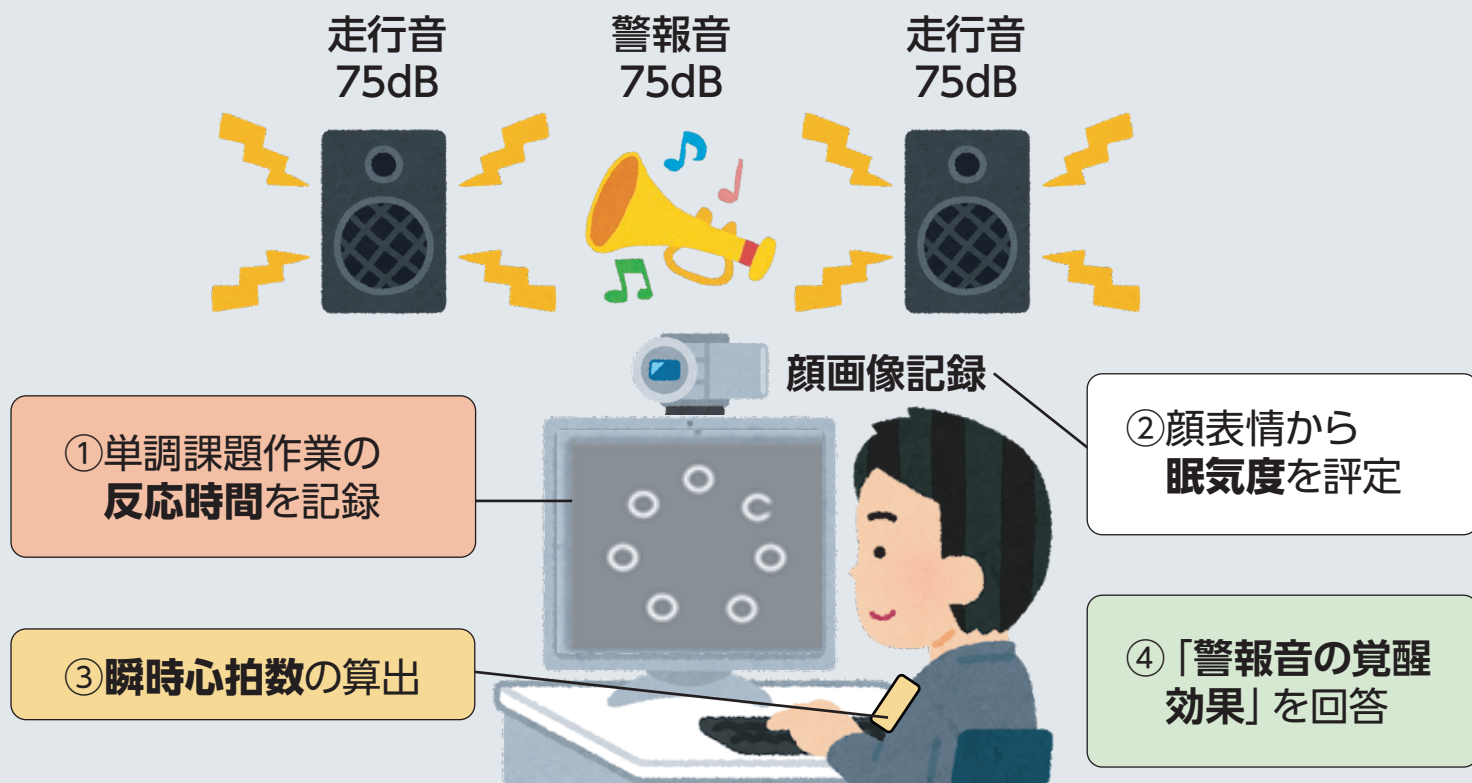 走行音
75dB
警報音
75dB
走行音
75dB
顔画像記録
①単調課題作業の
反応時間を記録
②顔表情から
眠気度を評定
③瞬時心拍数の算出
④「警報音の覚醒
効果」を回答